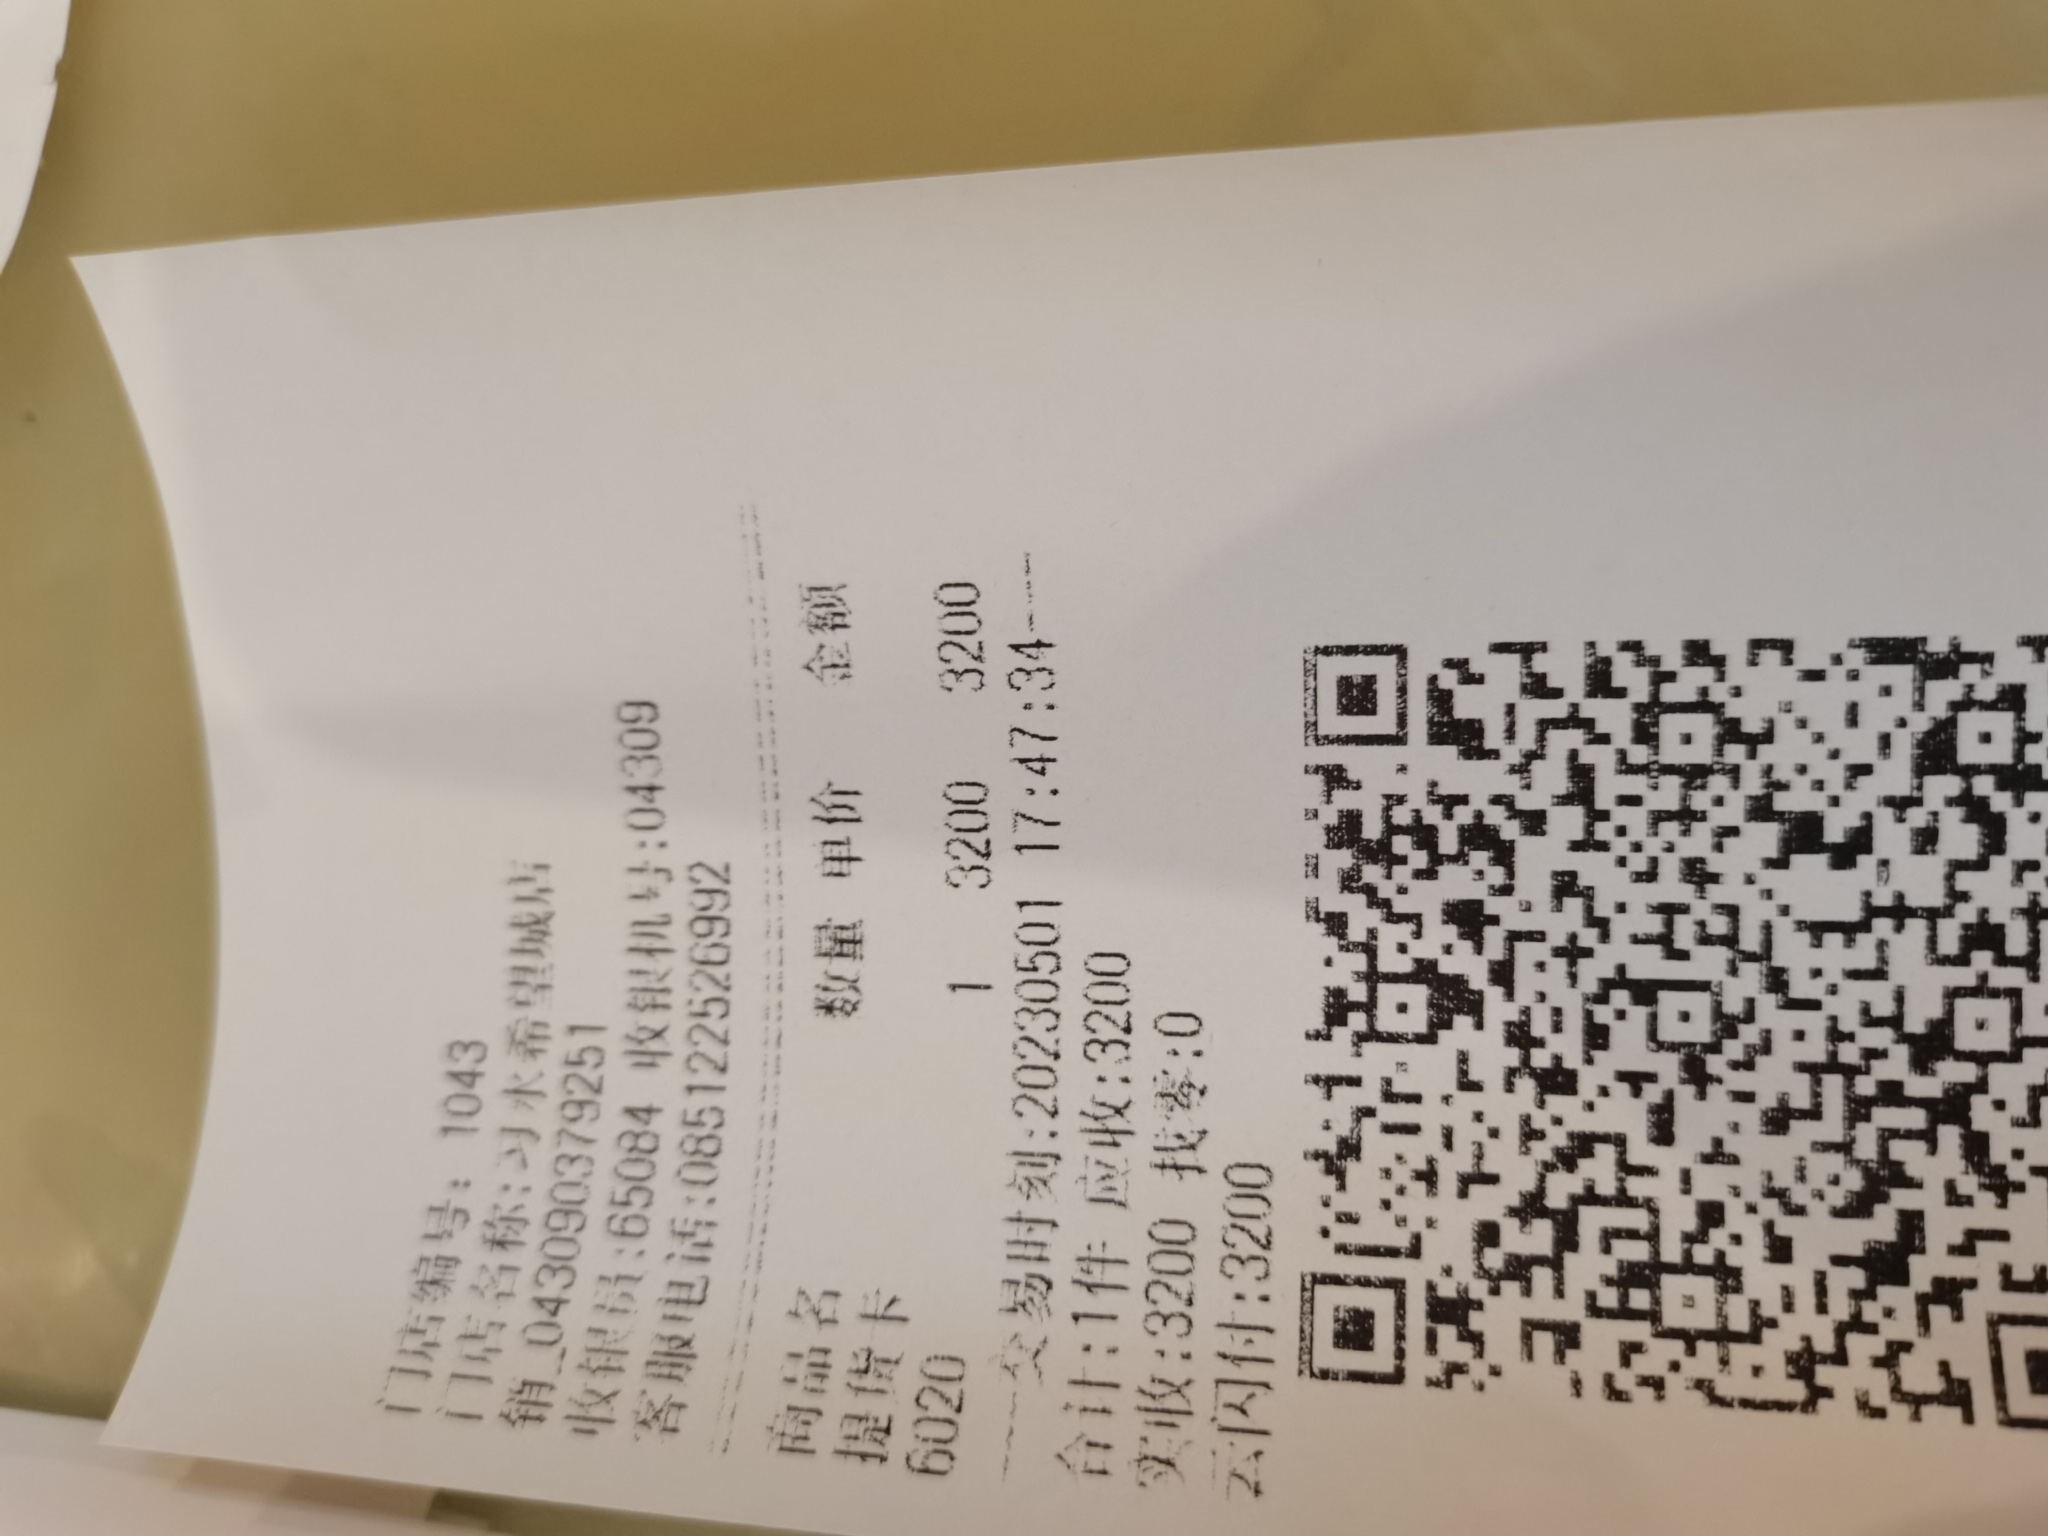 门店编号: 1043
门店名称:习水希望城店
销_043090379251
收银员:65084 收银机号:04309
客服电话:085122526992
商品名 数量 单价 金额
提货卡
6020 1 3200 3200
----交易时刻:20230501 17:47:34----
合计:1件 应收:3200
实收:3200 找零:0
云闪付:3200